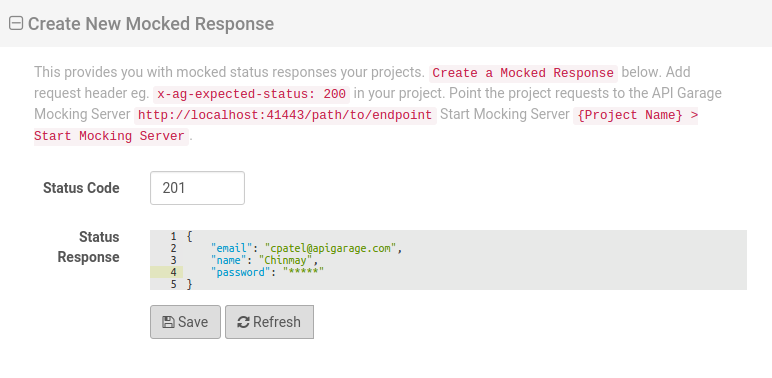 Create New Mocked Response
This provides you with mocked status responses your projects. Create a Mocked Response below. Add
request header eg. x-ag-expected-status: 200 in your project. Point the project requests to the API Garage
Mocking Server http://localhost:41443/path/to/endpoint Start Mocking Server {Project Name} >
Start Mocking Server.
Status Code 201
Status
Response
1 {
2 "email": "cpatel@apigarage.com",
3 "name": "Chinmay",
4 "password": "*****"
5 }
Save Refresh